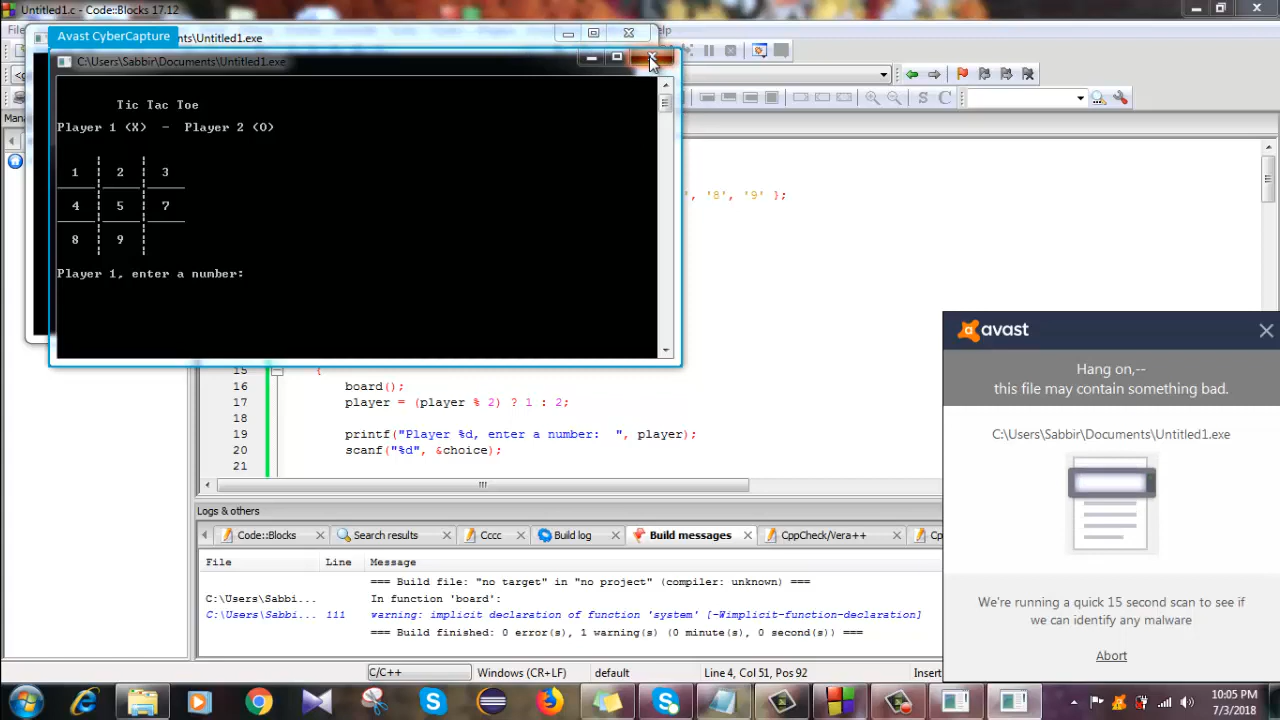 Untitled1.c - Code::Blocks 17.12
Avast CyberCapture
nts\Untitled1.exe
C:\Users\Sabbir\Documents\Untitled1.exe
Tic Tac Toe
Player 1 (X) - Player 2 (O)
1 2 3
4 5 7
8 9
Player 1, enter a number:
, '8', '9' };
15 {
16 board();
17 player = (player % 2) ? 1 : 2;
18
19 printf("Player %d, enter a number:  ", player);
20 scanf("%d", &choice);
21
Logs & others
Code::Blocks
Search results
Cccc
Build log
Build messages
CppCheck/Vera++
File Line Message
=== Build file: "no target" in "no project" (compiler: unknown) ===
C:\Users\Sabbi... In function 'board':
C:\Users\Sabbi... 111 warning: implicit declaration of function 'system' [-Wimplicit-function-declaration]
=== Build finished: 0 error(s), 1 warning(s) (0 minute(s), 0 second(s)) ===
C/C++ Windows (CR+LF) default Line 4, Col 51, Pos 92 Insert
avast
Hang on,--
this file may contain something bad.
C:\Users\Sabbir\Documents\Untitled1.exe
We're running a quick 15 second scan to see if
we can identify any malware
Abort
10:05 PM
7/3/2018